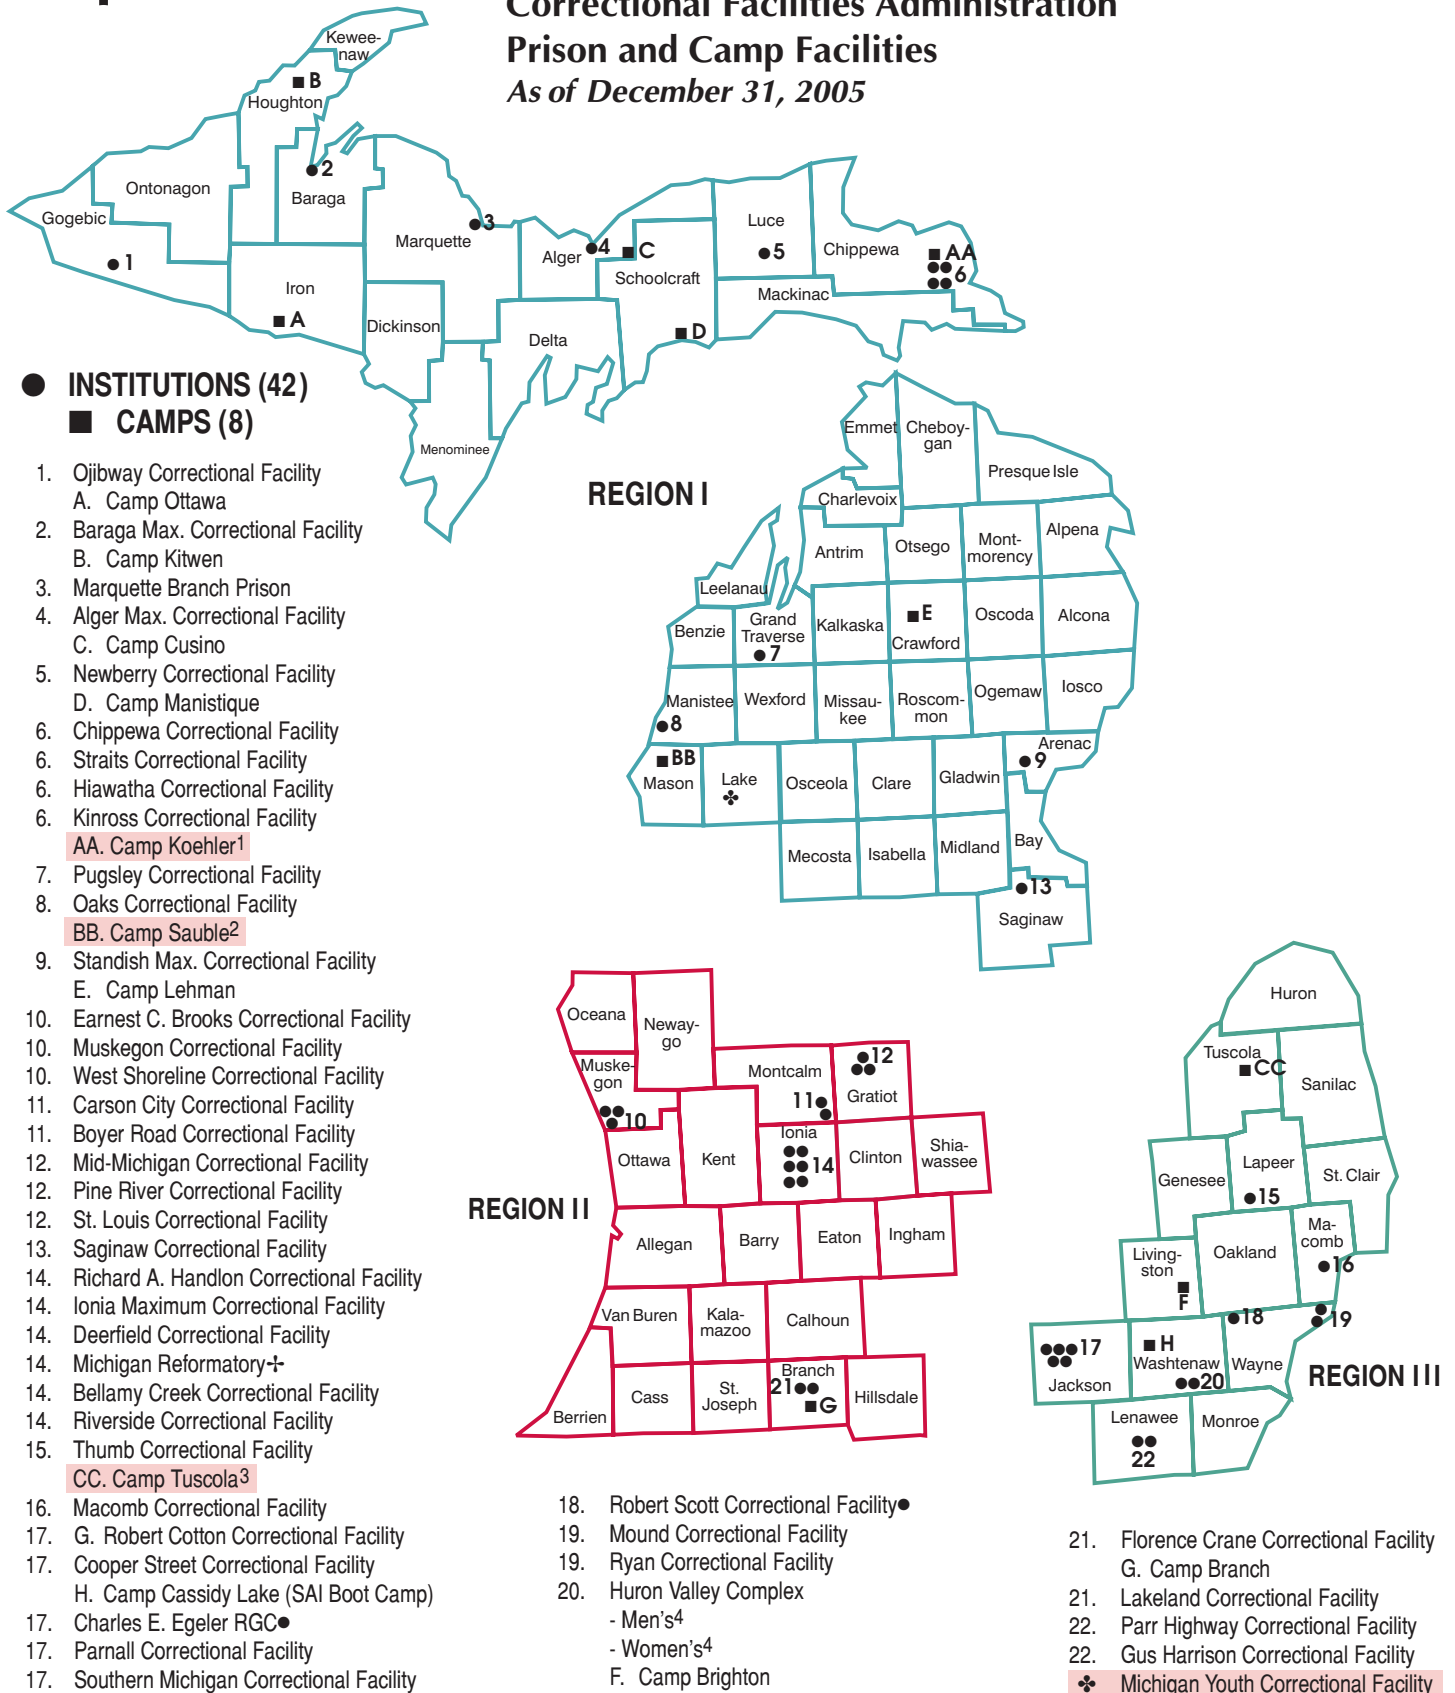 Correctional Facilities Administration
Prison and Camp Facilities
As of December 31, 2005
Kewee-
naw
■ B
Houghton
● 2
Baraga
Ontonagon
Gogebic
● 1
● 3
Marquette
● 4
Alger
■ C
Schoolcraft
Luce
● 5
Chippewa
■ AA
●●
●● 6
Mackinac
Iron
■ A
Dickinson
Delta
■ D
Menominee
● INSTITUTIONS (42)
■ CAMPS (8)
1. Ojibway Correctional Facility
A. Camp Ottawa
2. Baraga Max. Correctional Facility
B. Camp Kitwen
3. Marquette Branch Prison
4. Alger Max. Correctional Facility
C. Camp Cusino
5. Newberry Correctional Facility
D. Camp Manistique
6. Chippewa Correctional Facility
6. Straits Correctional Facility
6. Hiawatha Correctional Facility
6. Kinross Correctional Facility
AA. Camp Koehler1
7. Pugsley Correctional Facility
8. Oaks Correctional Facility
BB. Camp Sauble2
9. Standish Max. Correctional Facility
E. Camp Lehman
10. Earnest C. Brooks Correctional Facility
10. Muskegon Correctional Facility
10. West Shoreline Correctional Facility
11. Carson City Correctional Facility
11. Boyer Road Correctional Facility
12. Mid-Michigan Correctional Facility
12. Pine River Correctional Facility
12. St. Louis Correctional Facility
13. Saginaw Correctional Facility
14. Richard A. Handlon Correctional Facility
14. Ionia Maximum Correctional Facility
14. Deerfield Correctional Facility
14. Michigan Reformatory✢
14. Bellamy Creek Correctional Facility
14. Riverside Correctional Facility
15. Thumb Correctional Facility
CC. Camp Tuscola3
16. Macomb Correctional Facility
17. G. Robert Cotton Correctional Facility
17. Cooper Street Correctional Facility
H. Camp Cassidy Lake (SAI Boot Camp)
17. Charles E. Egeler RGC●
17. Parnall Correctional Facility
17. Southern Michigan Correctional Facility
REGION I
Emmet
Cheboy-
gan
Presque Isle
Charlevoix
Antrim
Otsego
Mont-
morency
Alpena
Leelanau
Benzie
Grand
Traverse
● 7
Kalkaska
■ E
Crawford
Oscoda
Alcona
Manistee
● 8
Wexford
Missau-
kee
Roscom-
mon
Ogemaw
Iosco
■ BB
Mason
Lake
✤
Osceola
Clare
Gladwin
Arenac
● 9
Mecosta
Isabella
Midland
Bay
● 13
Saginaw
REGION II
Oceana
Neway-
go
Muske-
gon
●●
● 10
Montcalm
11 ●
●
● 12
●●
Gratiot
Ottawa
Kent
Ionia
●●
●● 14
●●
Clinton
Shia-
wassee
Allegan
Barry
Eaton
Ingham
Van Buren
Kala-
mazoo
Calhoun
Berrien
Cass
St.
Joseph
Branch
21 ●●
■ G
Hillsdale
REGION III
Huron
Tuscola
■ CC
Sanilac
Genesee
Lapeer
● 15
St. Clair
Living-
ston
■
F
Oakland
Ma-
comb
● 16
●●● 17
●●
Jackson
■ H
Washtenaw
●● 20
● 18
Wayne
●
● 19
Lenawee
●●
22
Monroe
18. Robert Scott Correctional Facility●
19. Mound Correctional Facility
19. Ryan Correctional Facility
20. Huron Valley Complex
- Men's4
- Women's4
F. Camp Brighton
21. Florence Crane Correctional Facility
G. Camp Branch
21. Lakeland Correctional Facility
22. Parr Highway Correctional Facility
22. Gus Harrison Correctional Facility
✤ Michigan Youth Correctional Facility